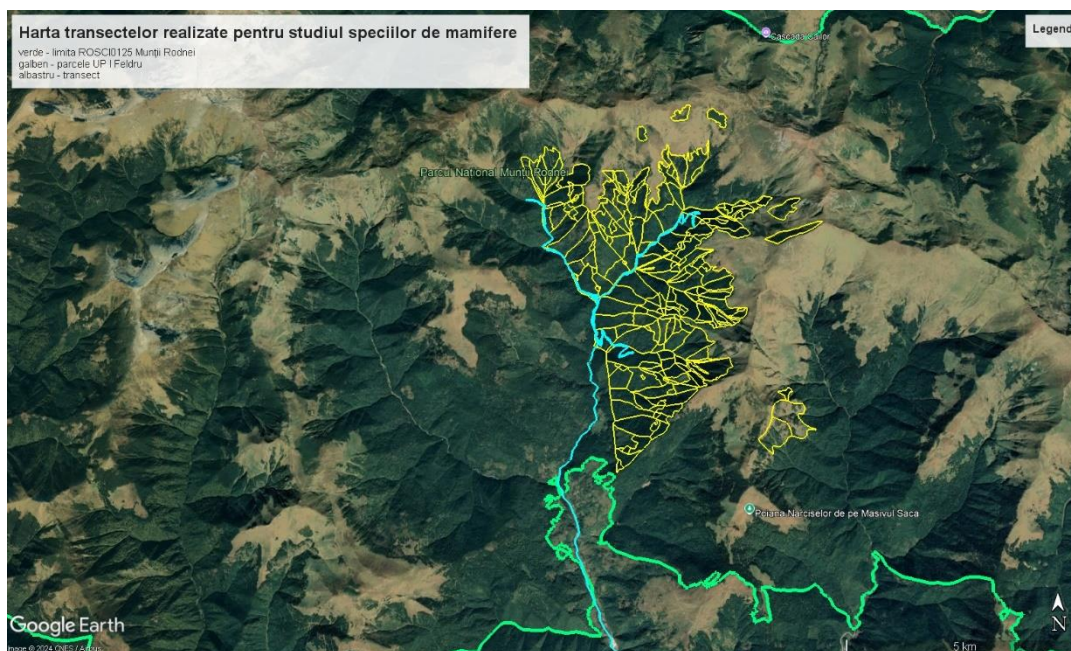 Harta transectelor realizate pentru studiul speciilor de mamifere
verde - limita ROSCI0125 Munții Rodnei
galben - parcele UP I Feldru
albastru - transect
Legend
Cascada Cailor
Parcul Național Munții Rodnei
Poiana Narciselor de pe Masivul Saca
Google Earth
Image © 2024 CNES / Airbus
N
5 km